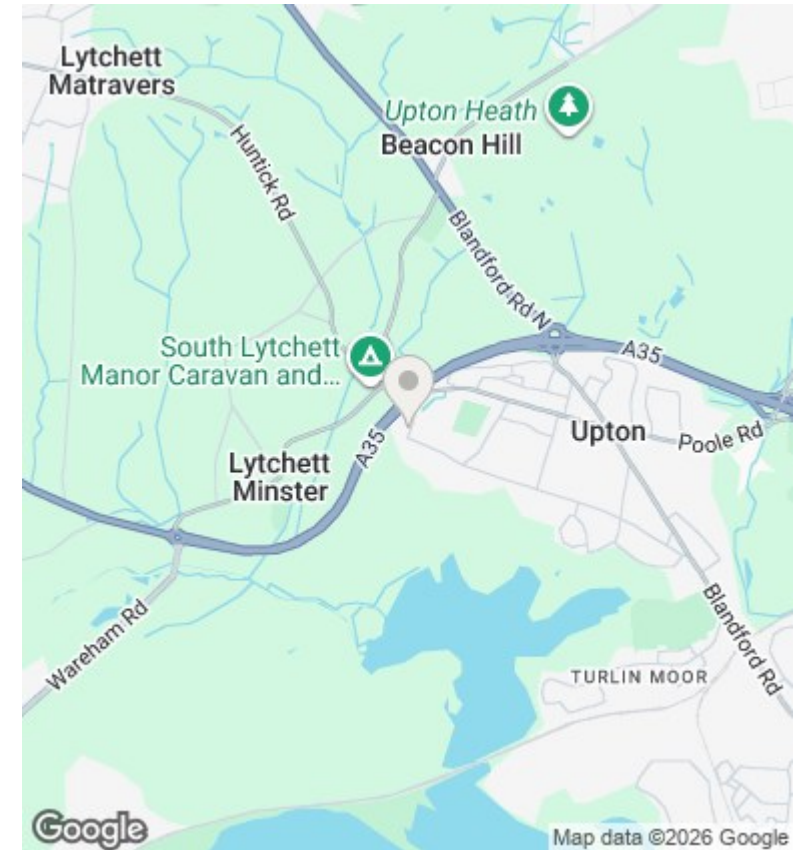 Lytchett
Matravers
Huntick Rd
Upton Heath
Beacon Hill
Blandford Rd N
South Lytchett
Manor Caravan and...
A35
A35
Upton
Poole Rd
Lytchett
Minster
Wareham Rd
Blandford Rd
TURLIN MOOR
Google
Map data ©2026 Google